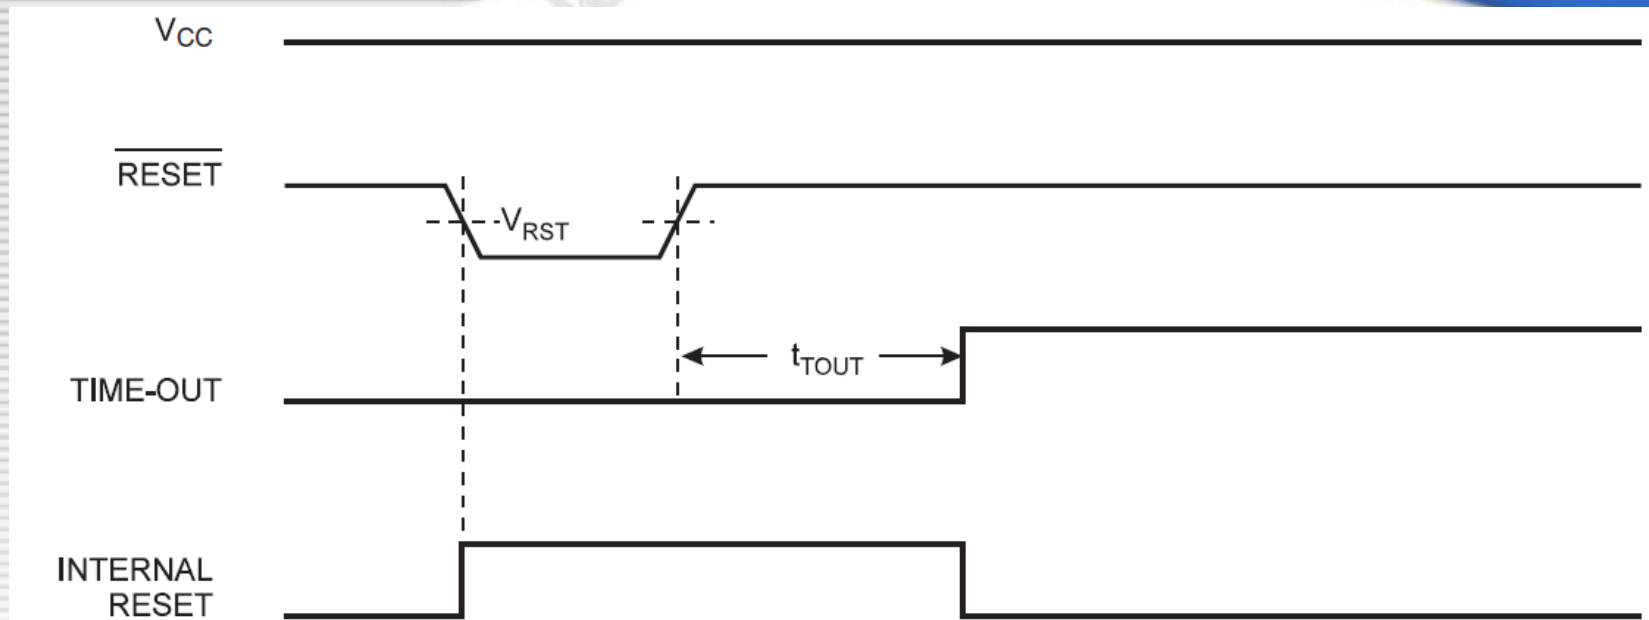 VCC
RESET
VRST
tTOUT
TIME-OUT
INTERNAL
RESET